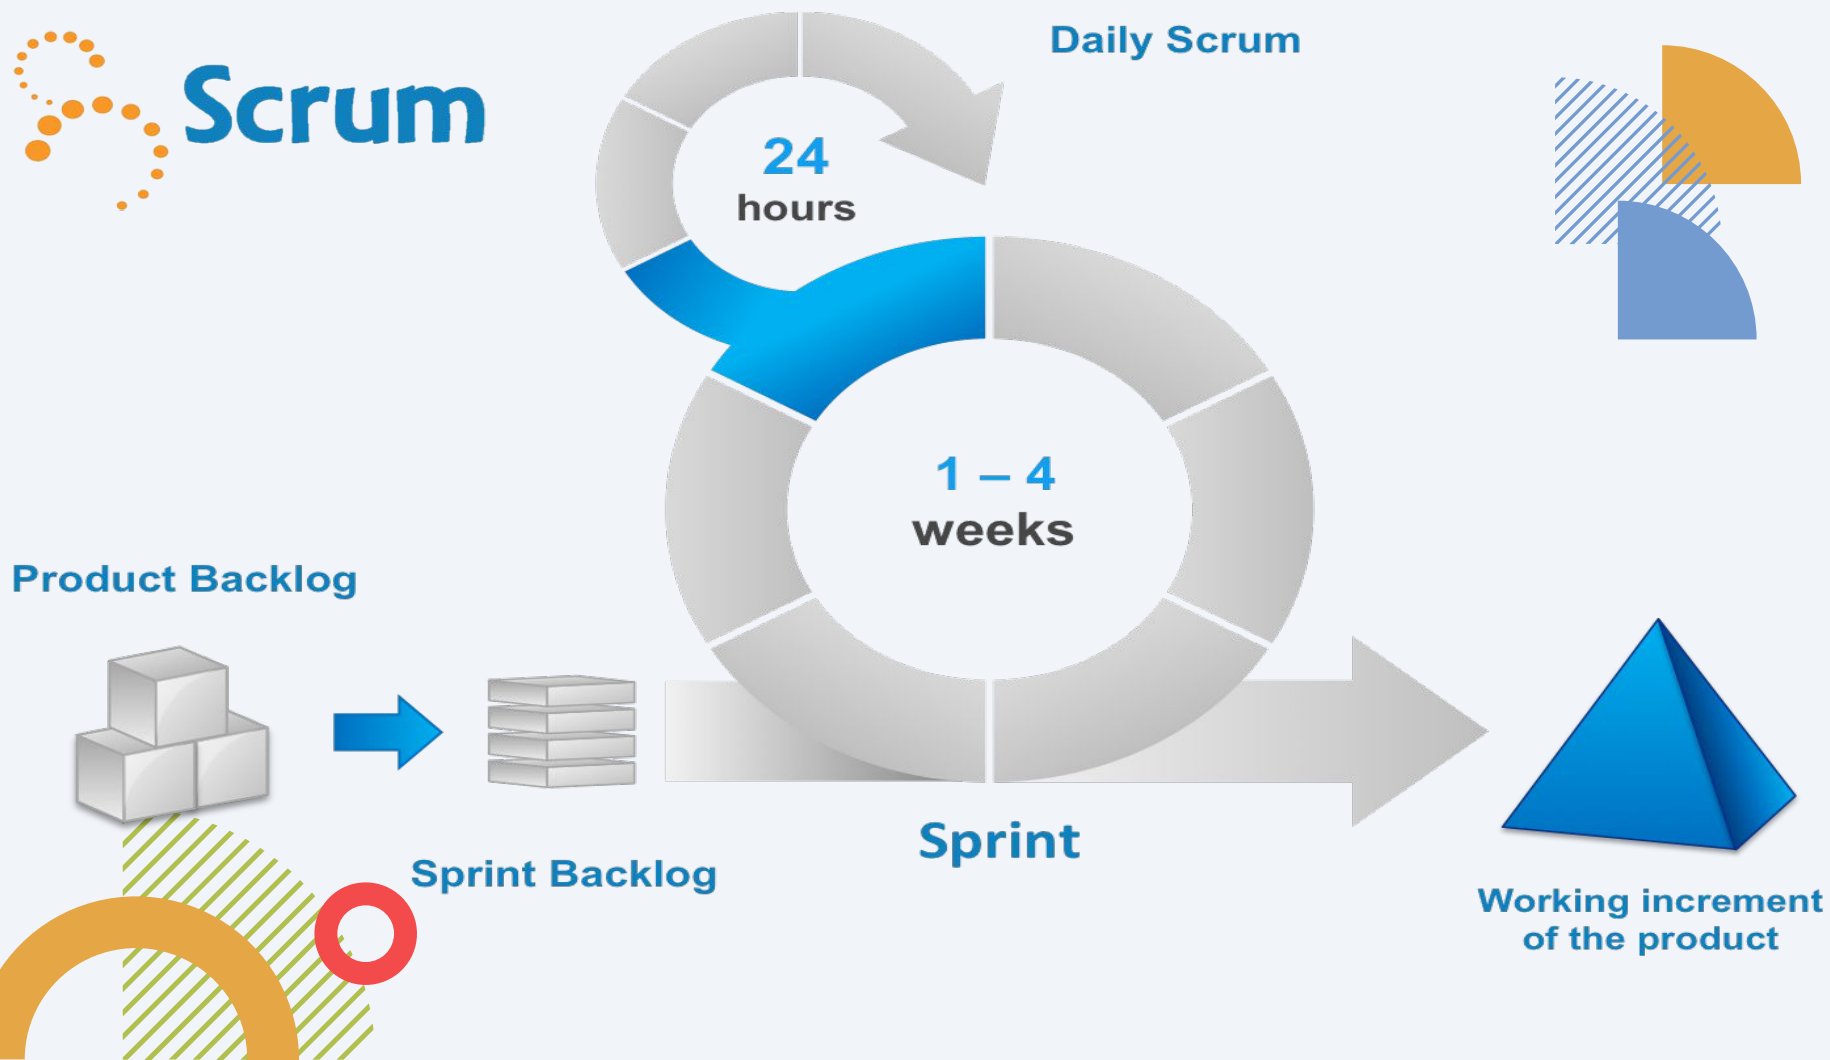 Scrum
Daily Scrum
24
hours
1 – 4
weeks
Product Backlog
Sprint Backlog
Sprint
Working increment
of the product